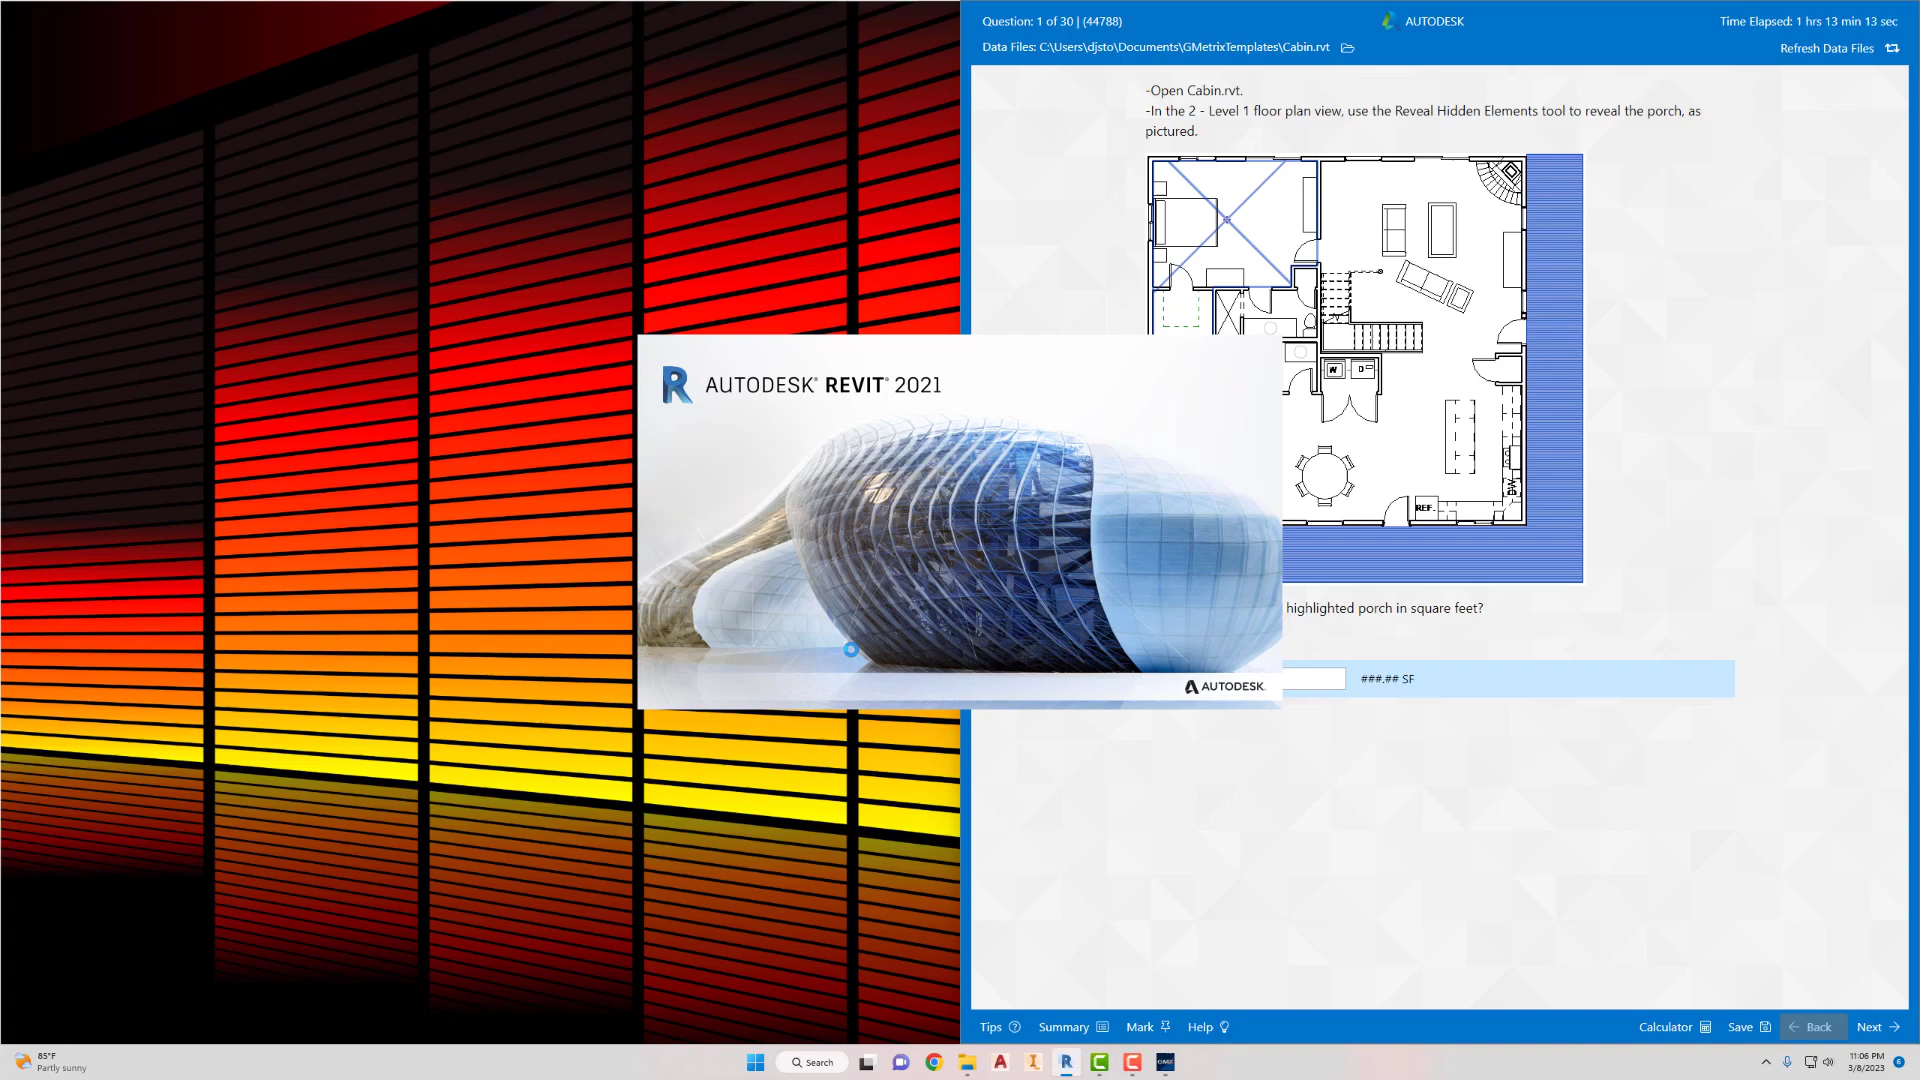 Question: 1 of 30 | (44788)
AUTODESK
Time Elapsed: 1 hrs 13 min 13 sec
Data Files: C:\Users\djsto\Documents\GMetrixTemplates\Cabin.rvt
Refresh Data Files
-Open Cabin.rvt.
-In the 2 - Level 1 floor plan view, use the Reveal Hidden Elements tool to reveal the porch, as
pictured.
W
D
DW
REF.
AUTODESK® REVIT® 2021
AUTODESK.
highlighted porch in square feet?
###.## SF
Tips
Summary
Mark
Help
Calculator
Save
Back
Next
85°F
Partly sunny
Search
11:06 PM
3/8/2023
6